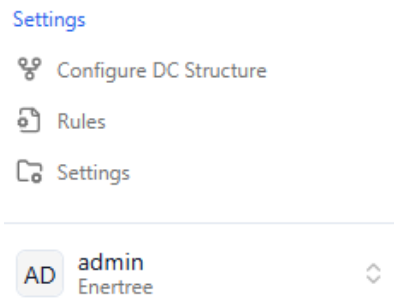 Settings
Configure DC Structure
Rules
Settings
AD
admin
Enertree